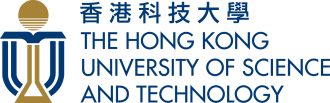 香港科技大學
THE HONG KONG
UNIVERSITY OF SCIENCE
AND TECHNOLOGY